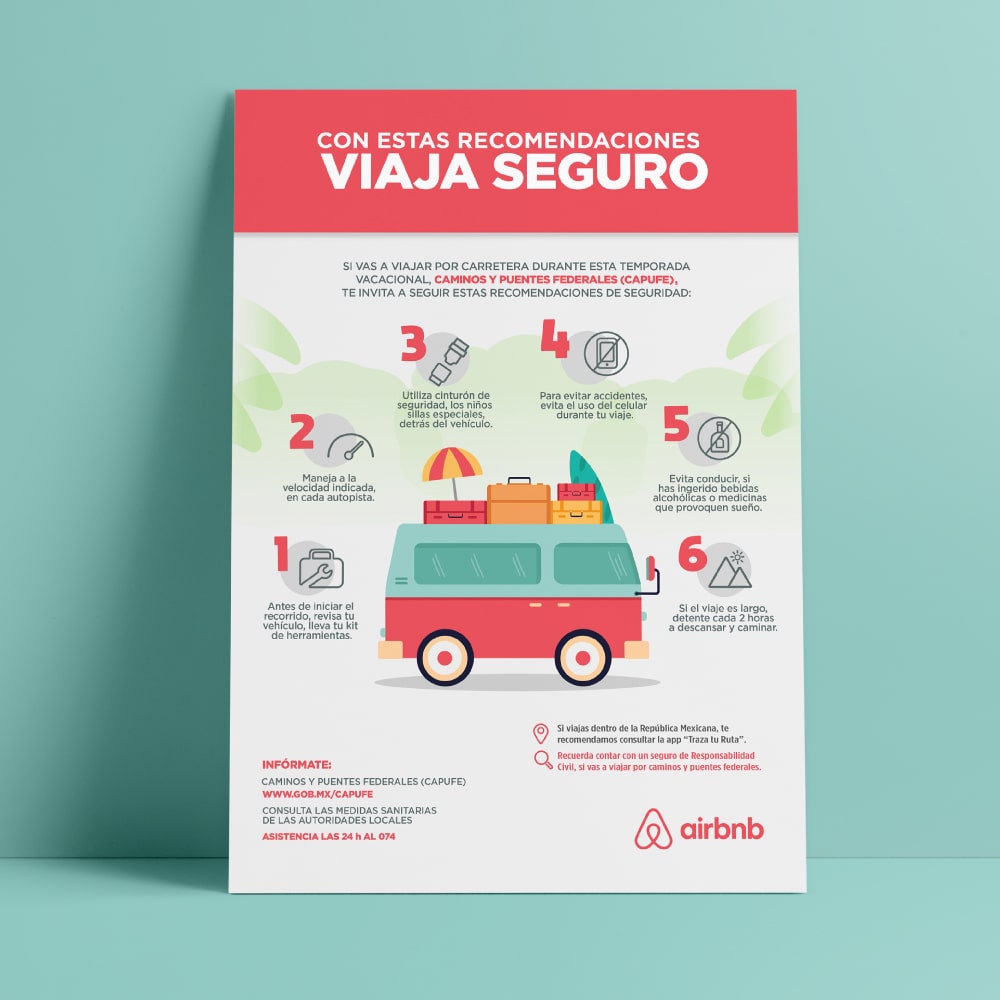 CON ESTAS RECOMENDACIONES
VIAJA SEGURO
SI VAS A VIAJAR POR CARRETERA DURANTE ESTA TEMPORADA
VACACIONAL, CAMINOS Y PUENTES FEDERALES (CAPUFE),
TE INVITA A SEGUIR ESTAS RECOMENDACIONES DE SEGURIDAD:
1
Antes de iniciar el
recorrido, revisa tu
vehículo, lleva tu kit
de herramientas.
2
Maneja a la
velocidad indicada,
en cada autopista.
3
Utiliza cinturón de
seguridad, los niños
sillas especiales,
detrás del vehículo.
4
Para evitar accidentes,
evita el uso del celular
durante tu viaje.
5
Evita conducir, si
has ingerido bebidas
alcohólicas o medicinas
que provoquen sueño.
6
Si el viaje es largo,
detente cada 2 horas
a descansar y caminar.
Si viajas dentro de la República Mexicana, te
recomendamos consultar la app “Traza tu Ruta”.
Recuerda contar con un seguro de Responsabilidad
Civil, si vas a viajar por caminos y puentes federales.
INFÓRMATE:
CAMINOS Y PUENTES FEDERALES (CAPUFE)
WWW.GOB.MX/CAPUFE
CONSULTA LAS MEDIDAS SANITARIAS
DE LAS AUTORIDADES LOCALES
ASISTENCIA LAS 24 h AL 074
airbnb